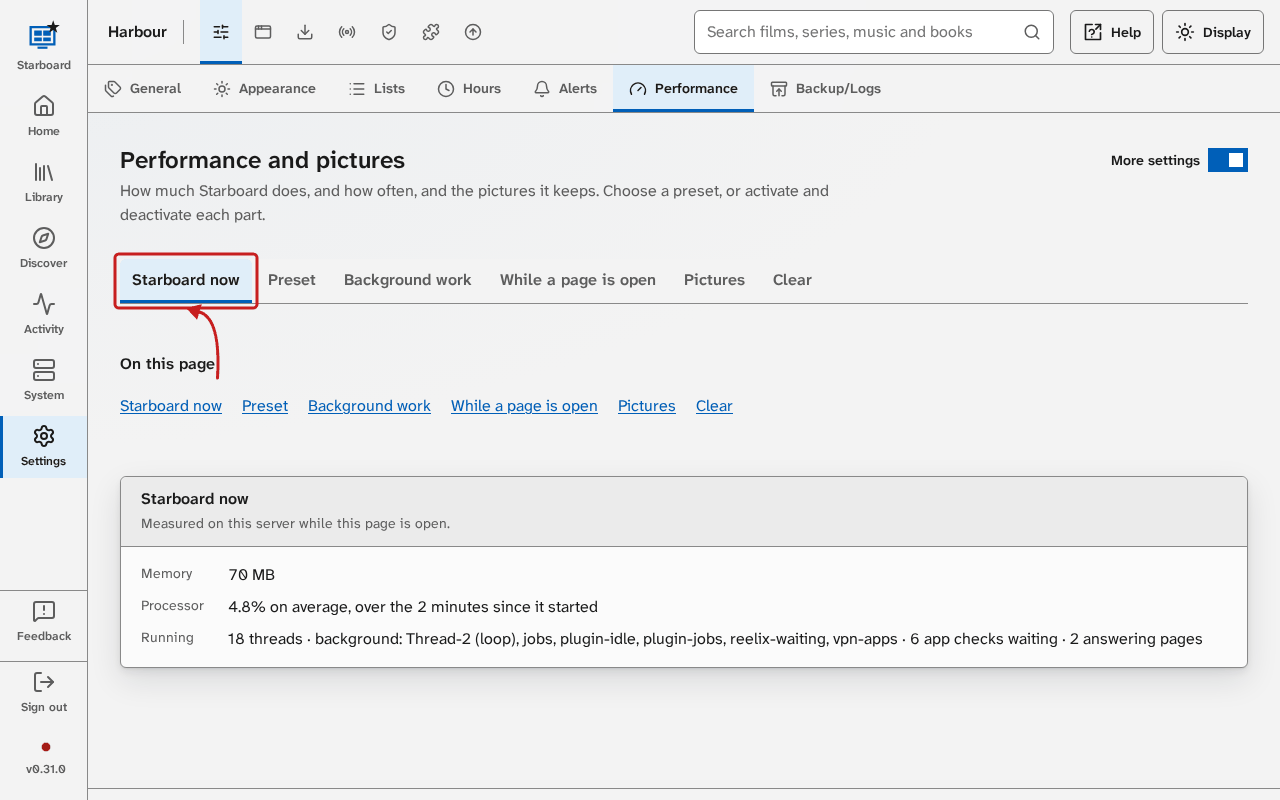 Starboard
Home
Library
Discover
Activity
System
Settings
Feedback
Sign out
v0.31.0
Harbour
Search films, series, music and books
Help
Display
General
Appearance
Lists
Hours
Alerts
Performance
Backup/Logs
Performance and pictures
More settings
How much Starboard does, and how often, and the pictures it keeps. Choose a preset, or activate and
deactivate each part.
Starboard now
Preset
Background work
While a page is open
Pictures
Clear
On this page
Starboard now
Preset
Background work
While a page is open
Pictures
Clear
Starboard now
Measured on this server while this page is open.
Memory 70 MB
Processor 4.8% on average, over the 2 minutes since it started
Running 18 threads · background: Thread-2 (loop), jobs, plugin-idle, plugin-jobs, reelix-waiting, vpn-apps · 6 app checks waiting · 2 answering pages